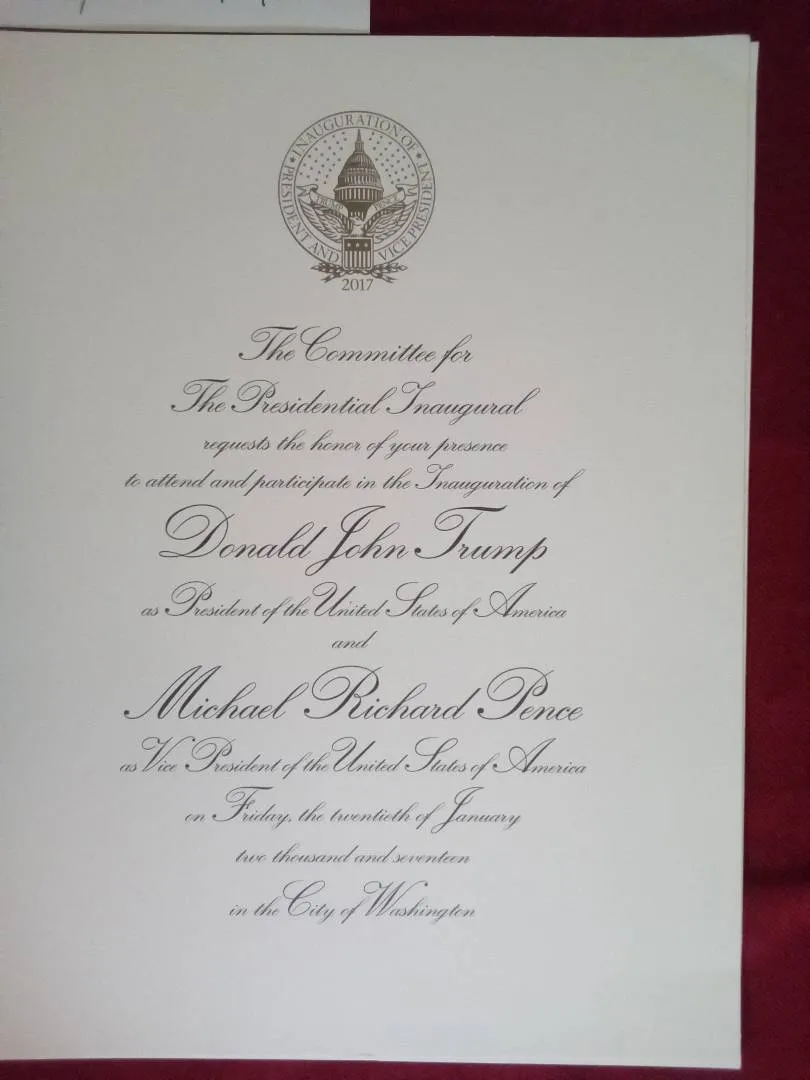 PRESIDENT AND ★ INAUGURATION OF ★ VICE PRESIDENT
TRUMP PENCE
2017
The Committee for
The Presidential Inaugural
requests the honor of your presence
to attend and participate in the Inauguration of
Donald John Trump
as President of the United States of America
and
Michael Richard Pence
as Vice President of the United States of America
on Friday, the twentieth of January
two thousand and seventeen
in the City of Washington